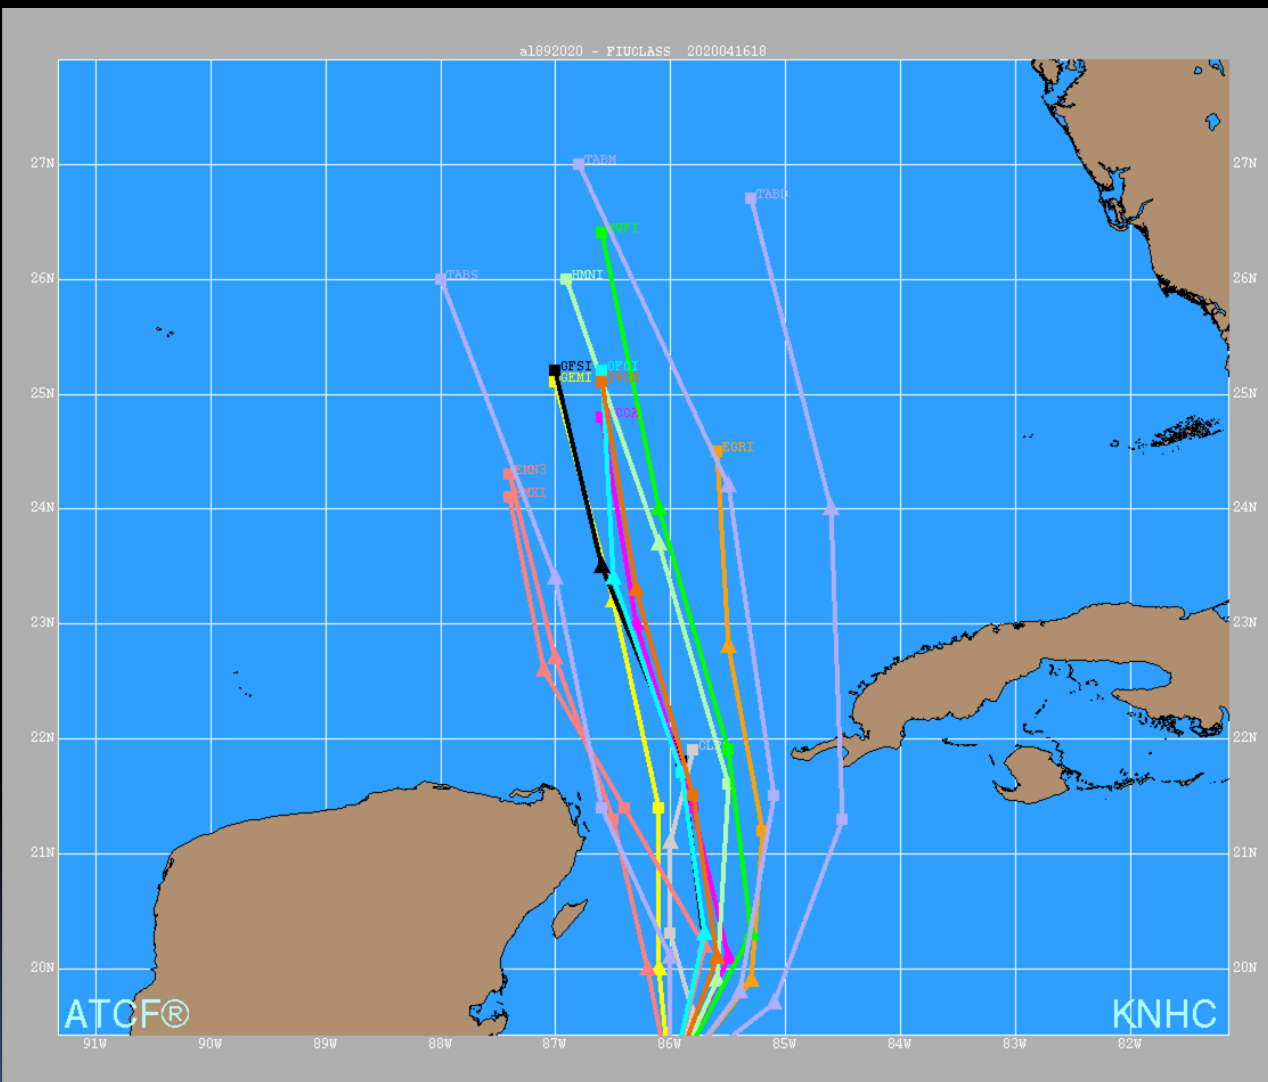 al892020 - FIUCLASS 2020041618
TABM
27N
27N
TABD
HMNI
TABS
26N
26N
GFSI
GEMI
25N
25N
EGRI
EMN3
24N
24N
23N
23N
22N
22N
21N
21N
20N
20N
ATCF®
KNHC
91W 90W 89W 88W 87W 86W 85W 84W 83W 82W